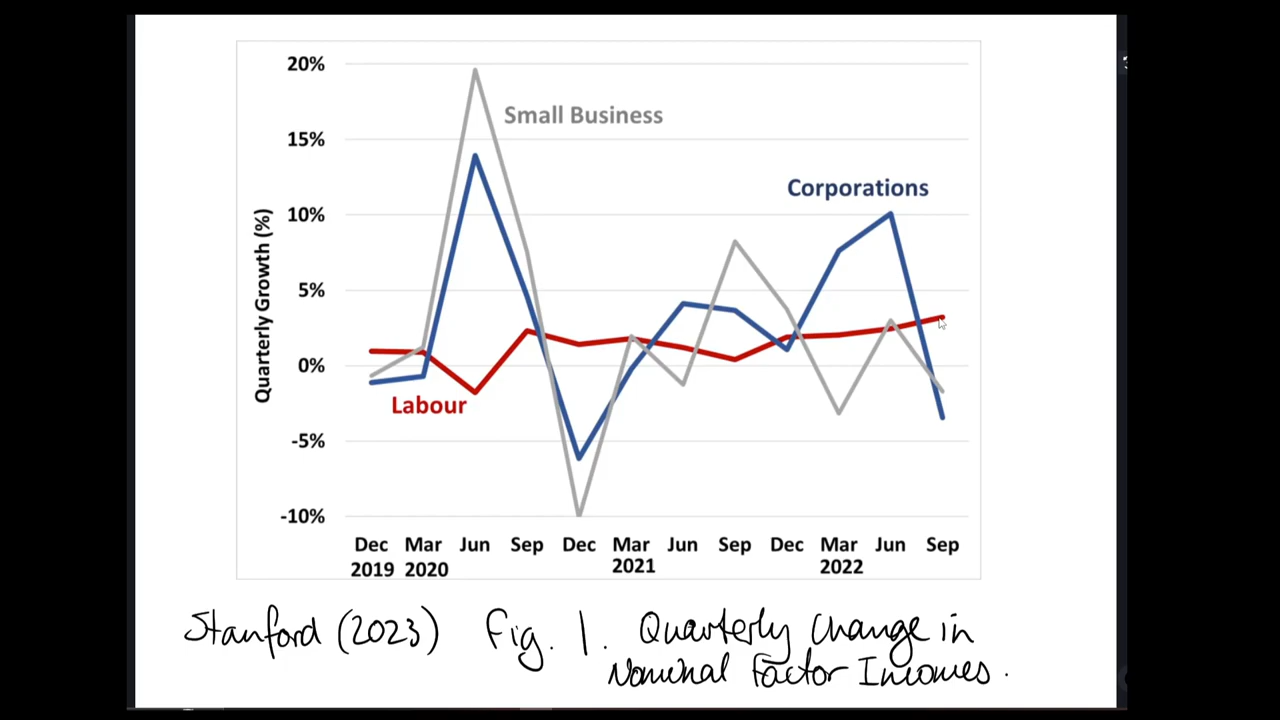 20%
Small Business
15%
Corporations
10%
Quarterly Growth (%)
5%
0%
Labour
-5%
-10%
Dec Mar Jun Sep Dec Mar Jun Sep Dec Mar Jun Sep
2019 2020 2021 2022
Stanford (2023) Fig. 1. Quarterly Change in
Nominal Factor Incomes.